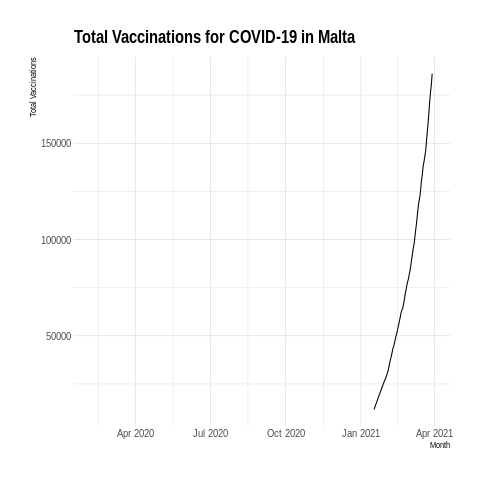 Total Vaccinations for COVID-19 in Malta
Total Vaccinations
150000
100000
50000
Apr 2020 Jul 2020 Oct 2020 Jan 2021 Apr 2021
Month